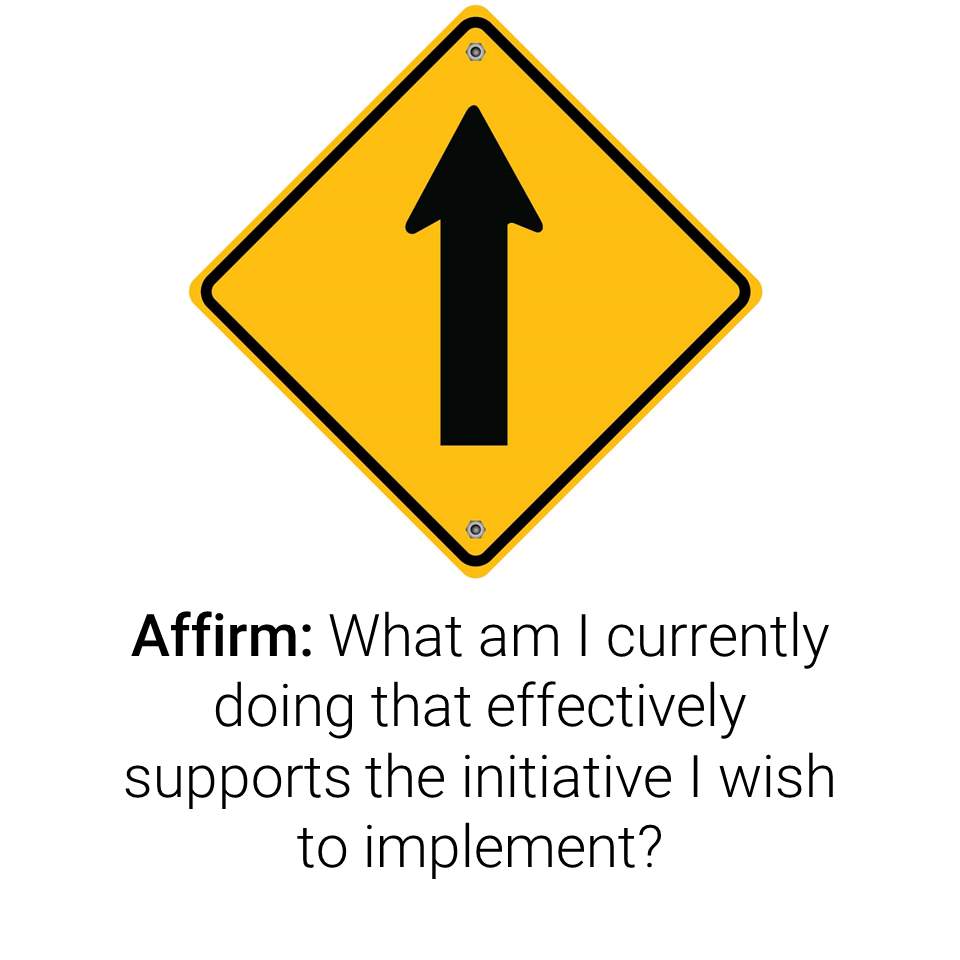 Affirm: What am I currently
doing that effectively
supports the initiative I wish
to implement?